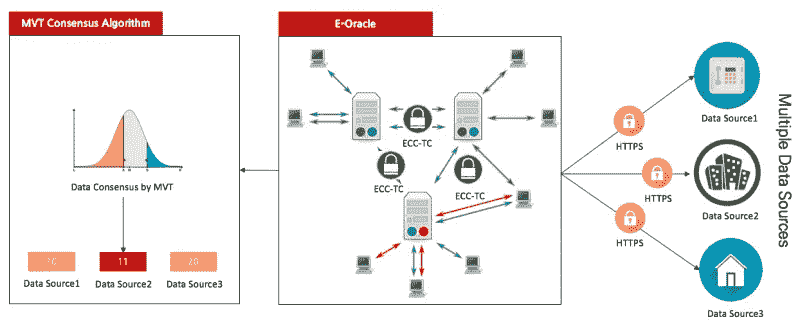 MVT Consensus Algorithm
Data Consensus by MVT
11
20
Data Source1
Data Source2
Data Source3
E-Oracle
ECC-TC
ECC-TC
ECC-TC
HTTPS
HTTPS
HTTPS
Data Source1
Data Source2
Data Source3
Multiple Data Sources